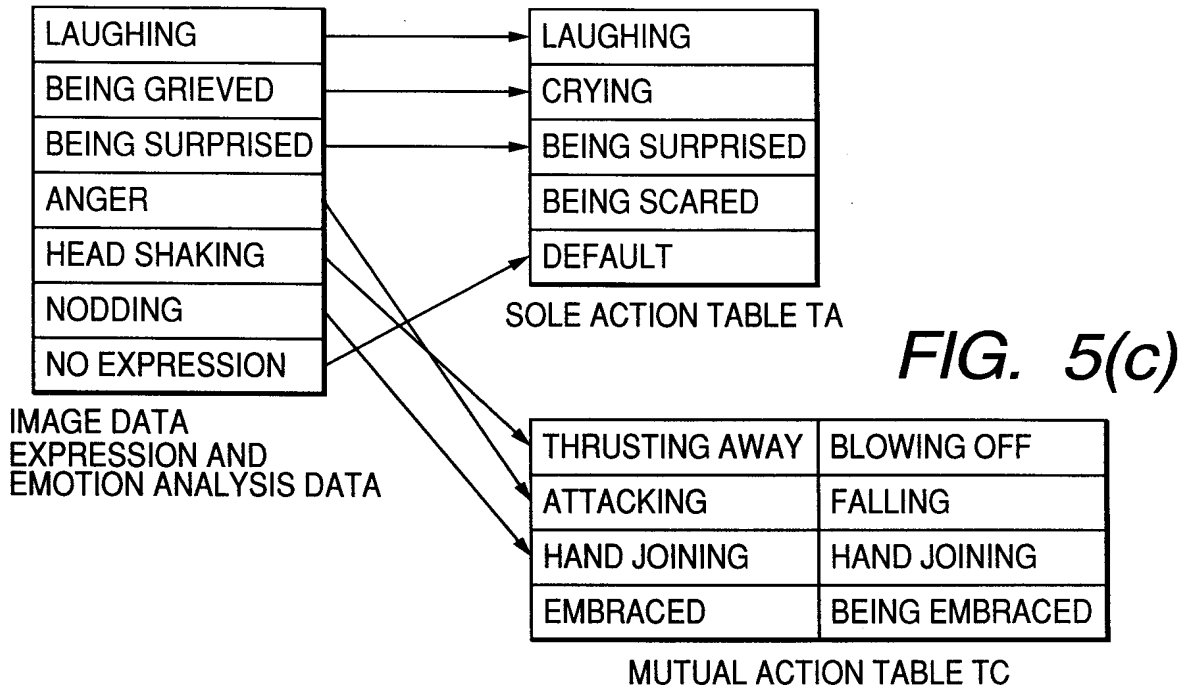 LAUGHING
BEING GRIEVED
BEING SURPRISED
ANGER
HEAD SHAKING
NODDING
NO EXPRESSION
IMAGE DATA
EXPRESSION AND
EMOTION ANALYSIS DATA
LAUGHING
CRYING
BEING SURPRISED
BEING SCARED
DEFAULT
SOLE ACTION TABLE TA
FIG. 5(c)
THRUSTING AWAY BLOWING OFF
ATTACKING FALLING
HAND JOINING HAND JOINING
EMBRACED BEING EMBRACED
MUTUAL ACTION TABLE TC